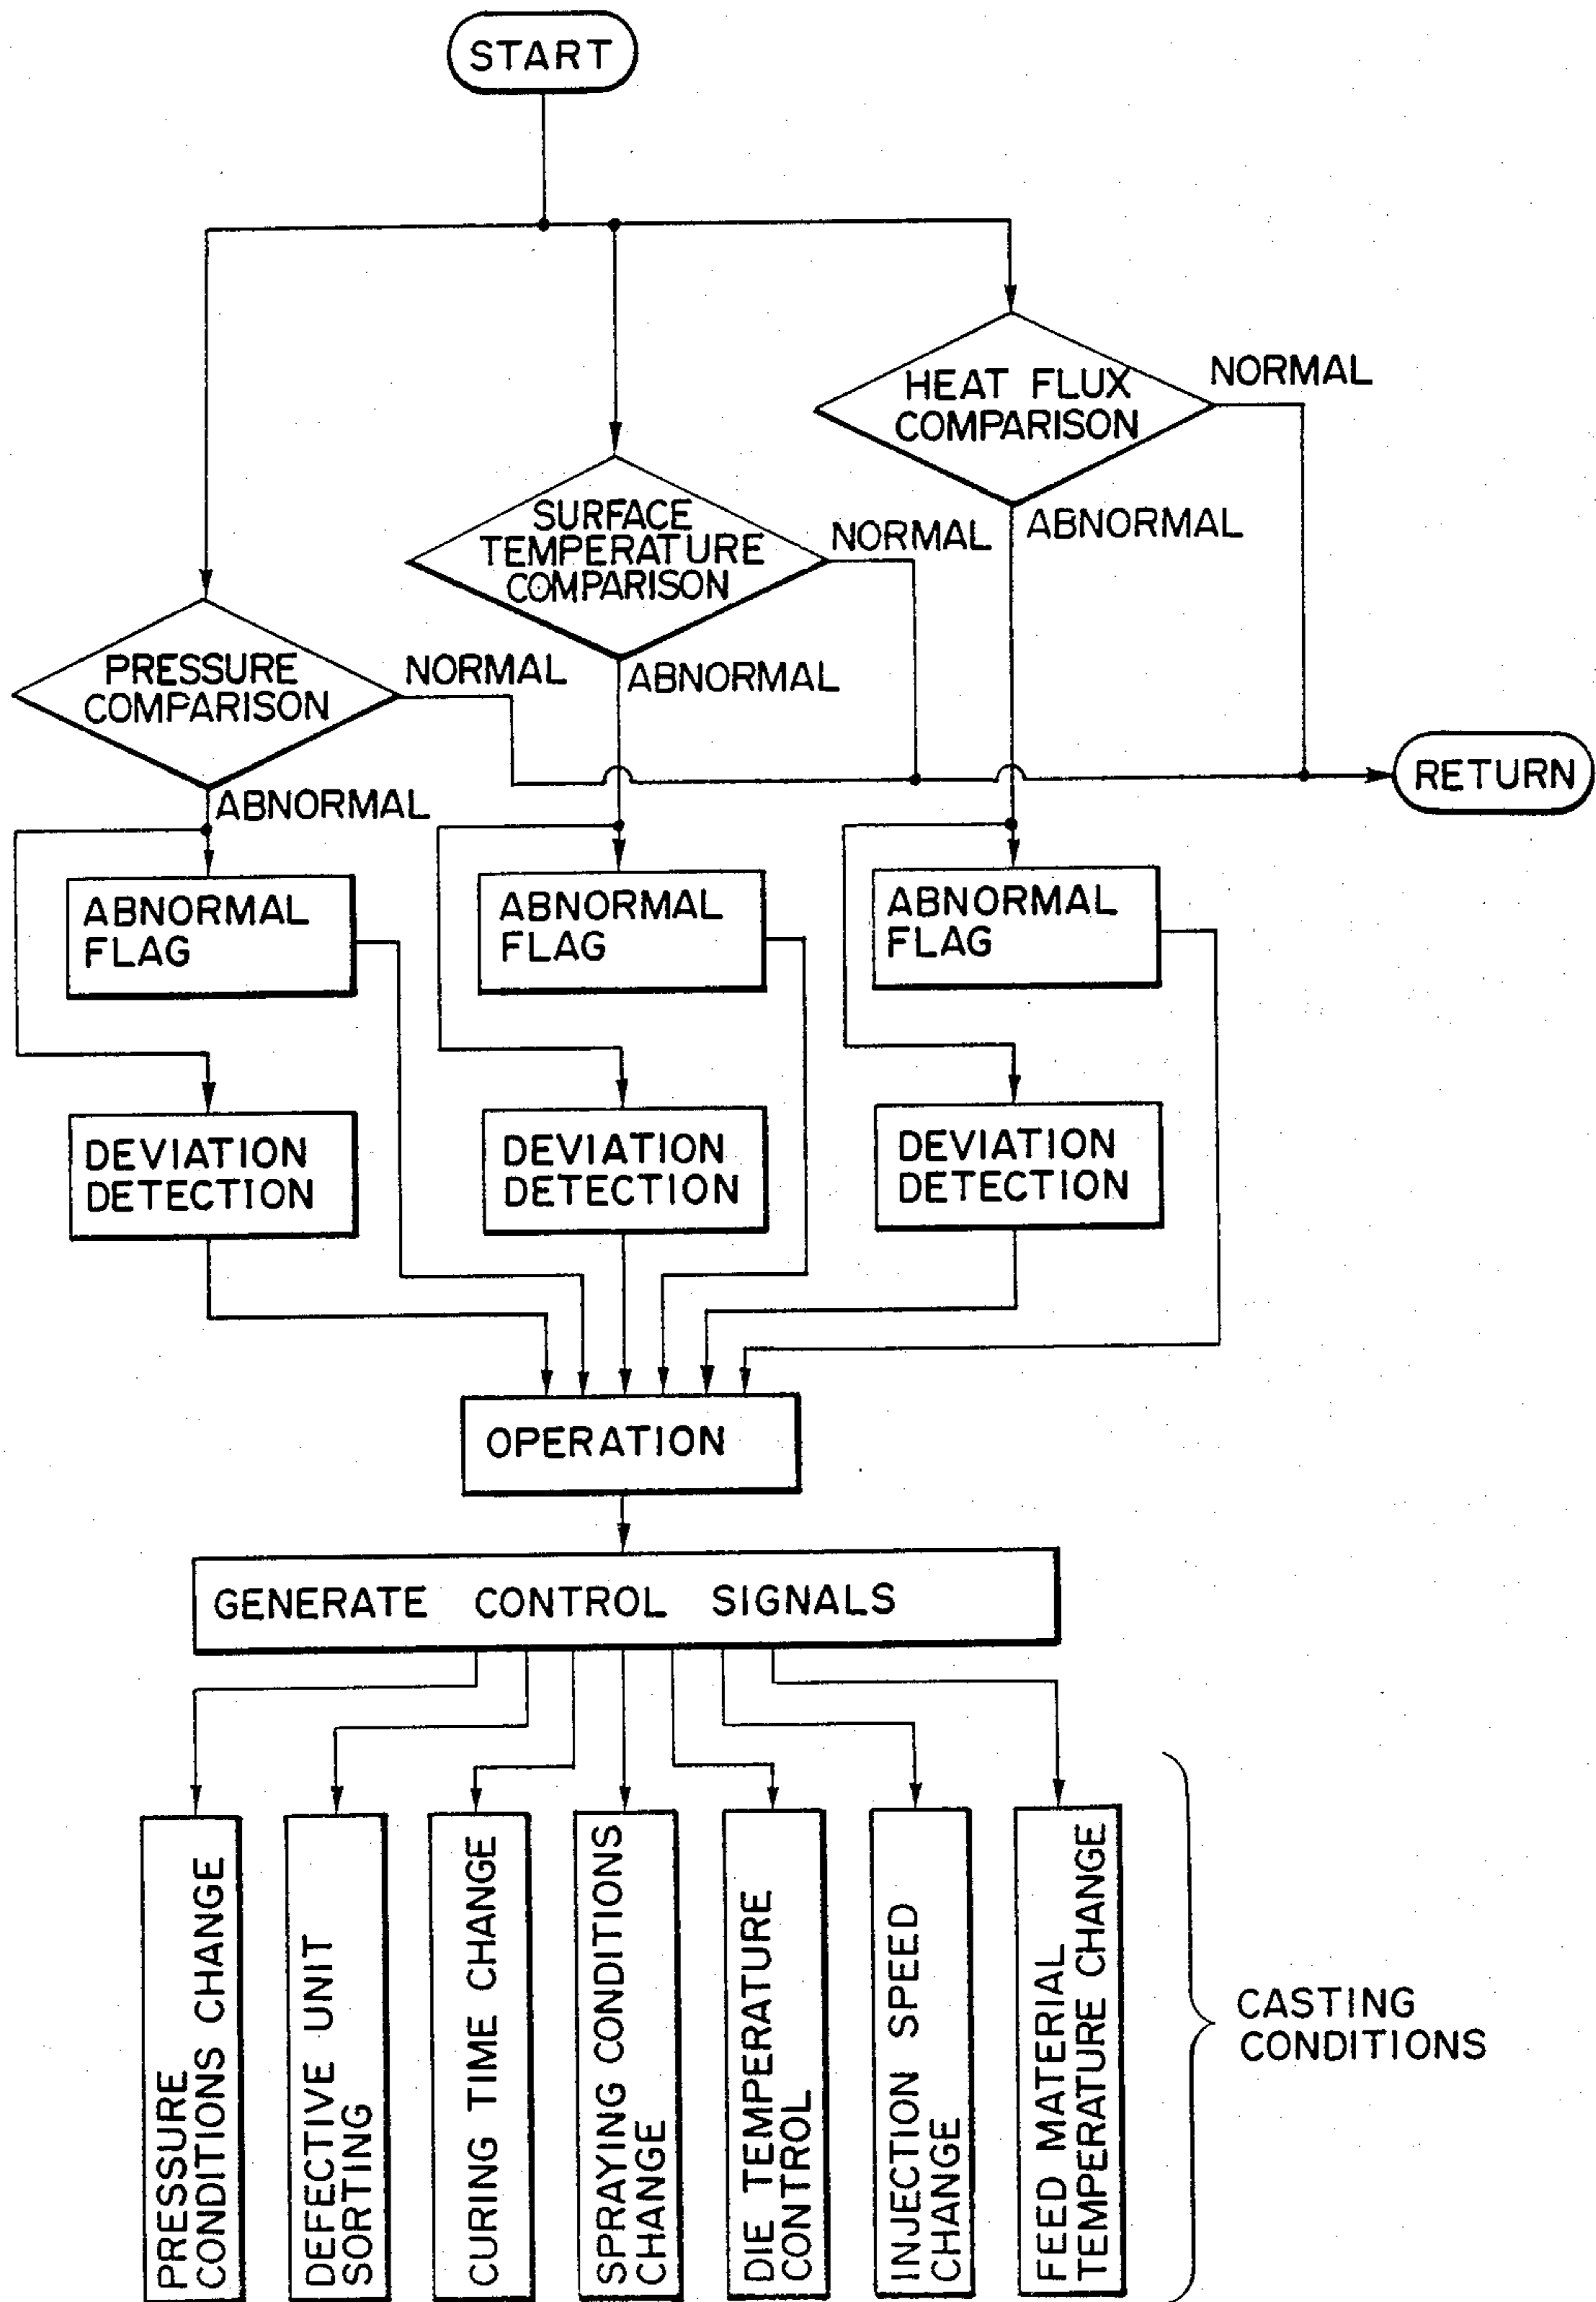 START
HEAT FLUX
COMPARISON
NORMAL
ABNORMAL
SURFACE
TEMPERATURE
COMPARISON
NORMAL
ABNORMAL
PRESSURE
COMPARISON
NORMAL
ABNORMAL
RETURN
ABNORMAL
FLAG
ABNORMAL
FLAG
ABNORMAL
FLAG
DEVIATION
DETECTION
DEVIATION
DETECTION
DEVIATION
DETECTION
OPERATION
GENERATE CONTROL SIGNALS
PRESSURE
CONDITIONS CHANGE
DEFECTIVE UNIT
SORTING
CURING TIME CHANGE
SPRAYING CONDITIONS
CHANGE
DIE TEMPERATURE
CONTROL
INJECTION SPEED
CHANGE
FEED MATERIAL
TEMPERATURE CHANGE
CASTING
CONDITIONS